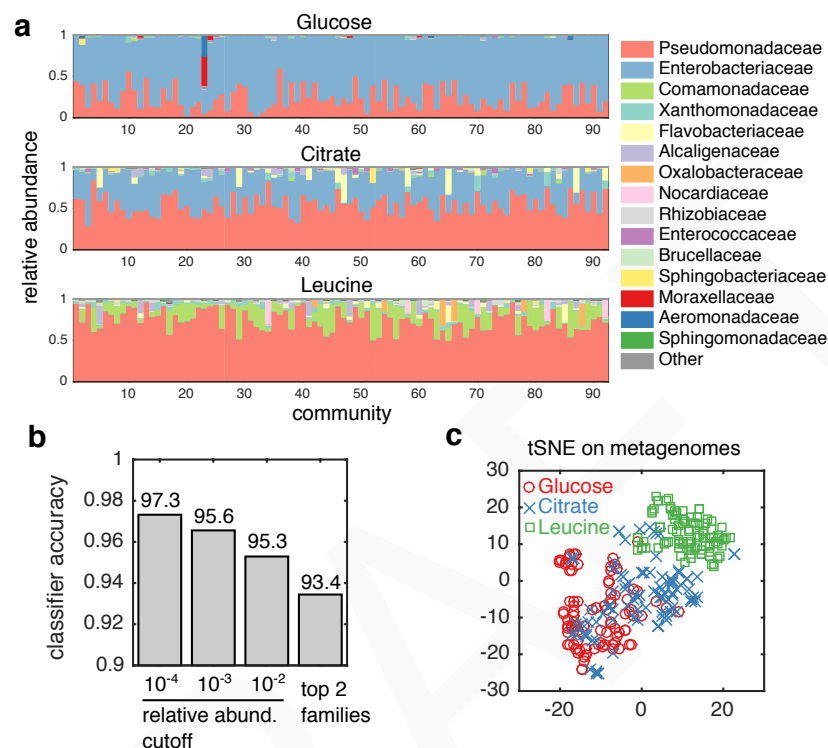 a
Glucose
1
0.5
0
10 20 30 40 50 60 70 80 90
Citrate
1
0.5
0
10 20 30 40 50 60 70 80 90
Leucine
1
0.5
0
10 20 30 40 50 60 70 80 90
community
relative abundance
Pseudomonadaceae
Enterobacteriaceae
Comamonadaceae
Xanthomonadaceae
Flavobacteriaceae
Alcaligenaceae
Oxalobacteraceae
Nocardiaceae
Rhizobiaceae
Enterococcaceae
Brucellaceae
Sphingobacteriaceae
Moraxellaceae
Aeromonadaceae
Sphingomonadaceae
Other
b
classifier accuracy
1
0.98
0.96
0.94
0.92
0.9
97.3
95.6
95.3
93.4
10⁻⁴ 10⁻³ 10⁻² top 2
families
relative abund.
cutoff
c
tSNE on metagenomes
Glucose
Citrate
Leucine
30
20
10
0
-10
-20
-30
-20 0 20